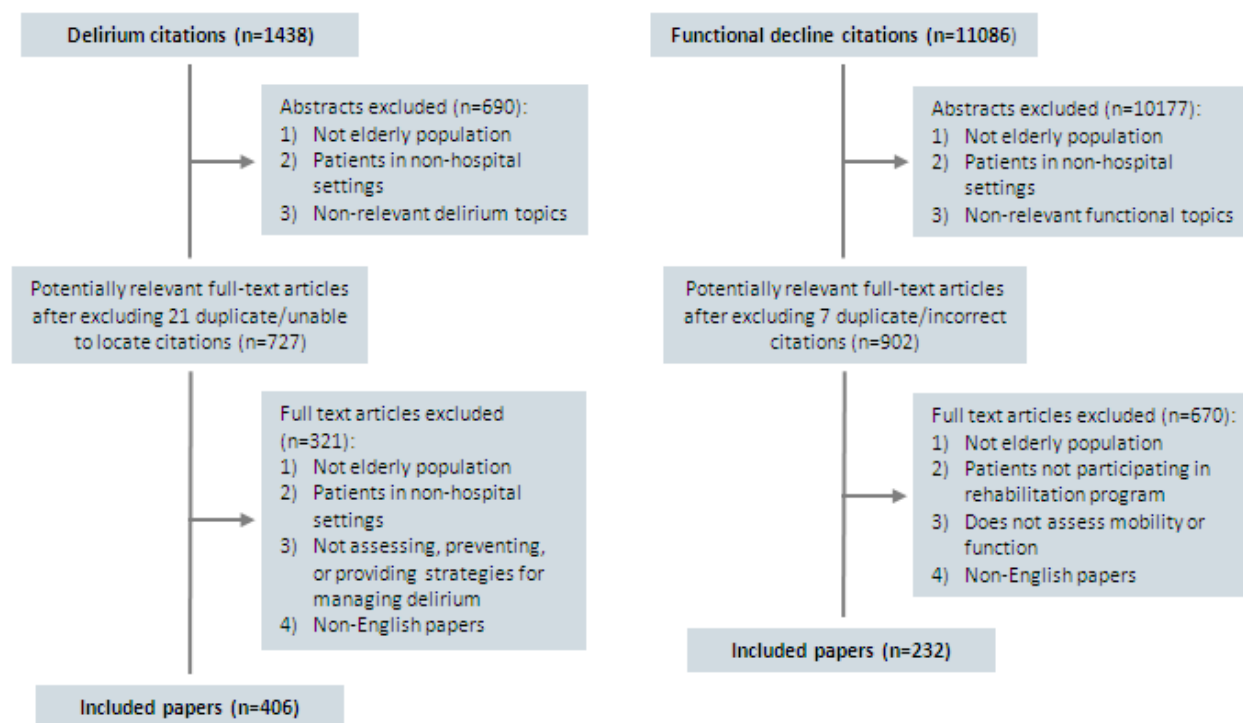 Delirium citations (n=1438)
Abstracts excluded (n=690):
1) Not elderly population
2) Patients in non-hospital
settings
3) Non-relevant delirium topics
Potentially relevant full-text articles
after excluding 21 duplicate/unable
to locate citations (n=727)
Full text articles excluded
(n=321):
1) Not elderly population
2) Patients in non-hospital
settings
3) Not assessing, preventing,
or providing strategies for
managing delirium
4) Non-English papers
Included papers (n=406)
Functional decline citations (n=11086)
Abstracts excluded (n=10177):
1) Not elderly population
2) Patients in non-hospital
settings
3) Non-relevant functional topics
Potentially relevant full-text articles
after excluding 7 duplicate/incorrect
citations (n=902)
Full text articles excluded (n=670):
1) Not elderly population
2) Patients not participating in
rehabilitation program
3) Does not assess mobility or
function
4) Non-English papers
Included papers (n=232)